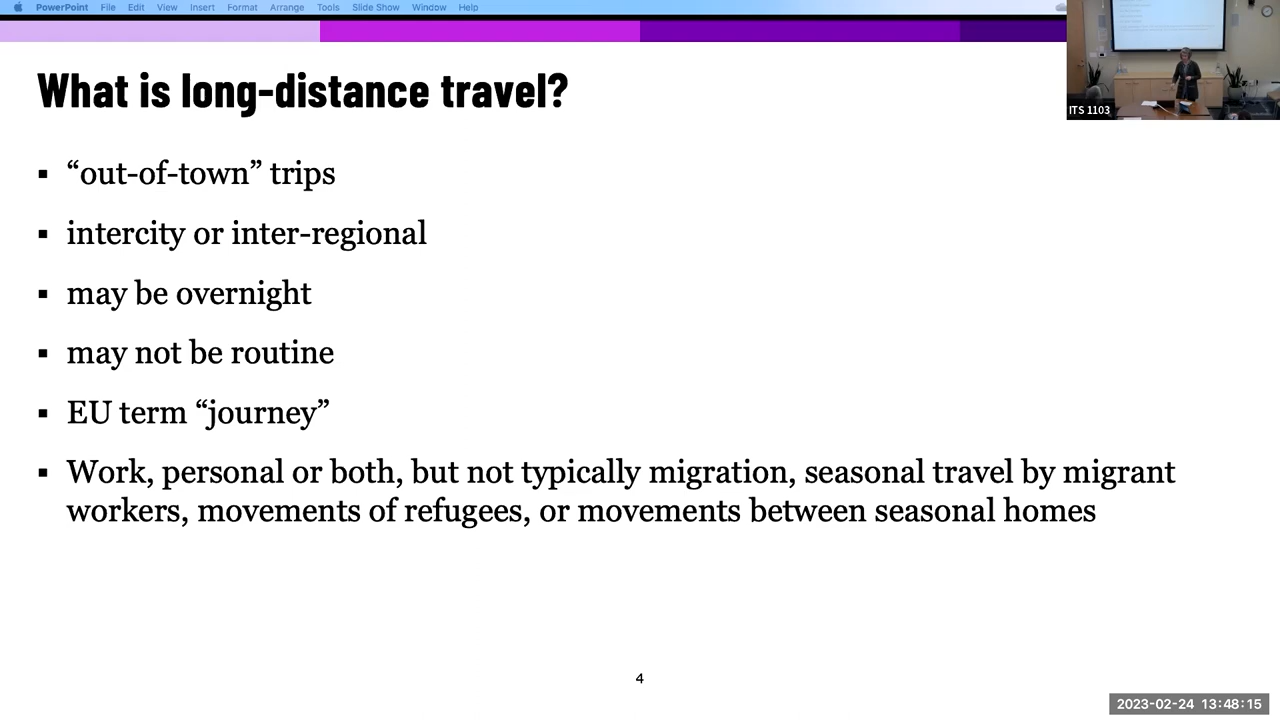 PowerPoint File Edit View Insert Format Arrange Tools Slide Show Window Help
What is long-distance travel?
▪ “out-of-town” trips
▪ intercity or inter-regional
▪ may be overnight
▪ may not be routine
▪ EU term “journey”
▪ Work, personal or both, but not typically migration, seasonal travel by migrant
workers, movements of refugees, or movements between seasonal homes
ITS 1103
4
2023-02-24 13:48:15